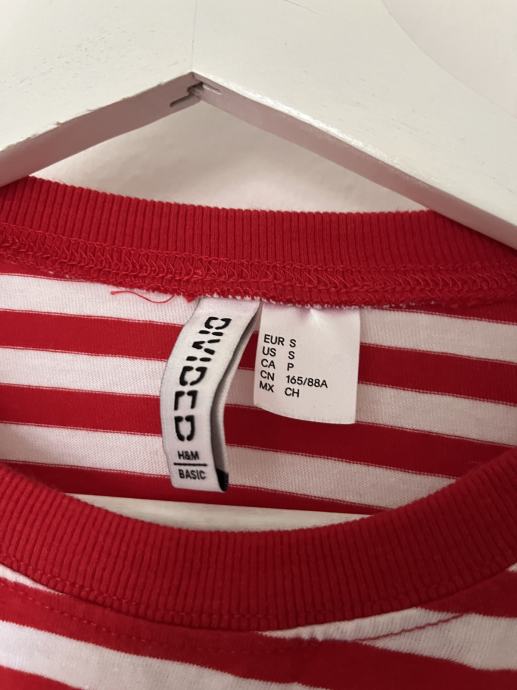 DIVIDED
H&M
BASIC
EUR S
US S
CA P
CN 165/88A
MX CH